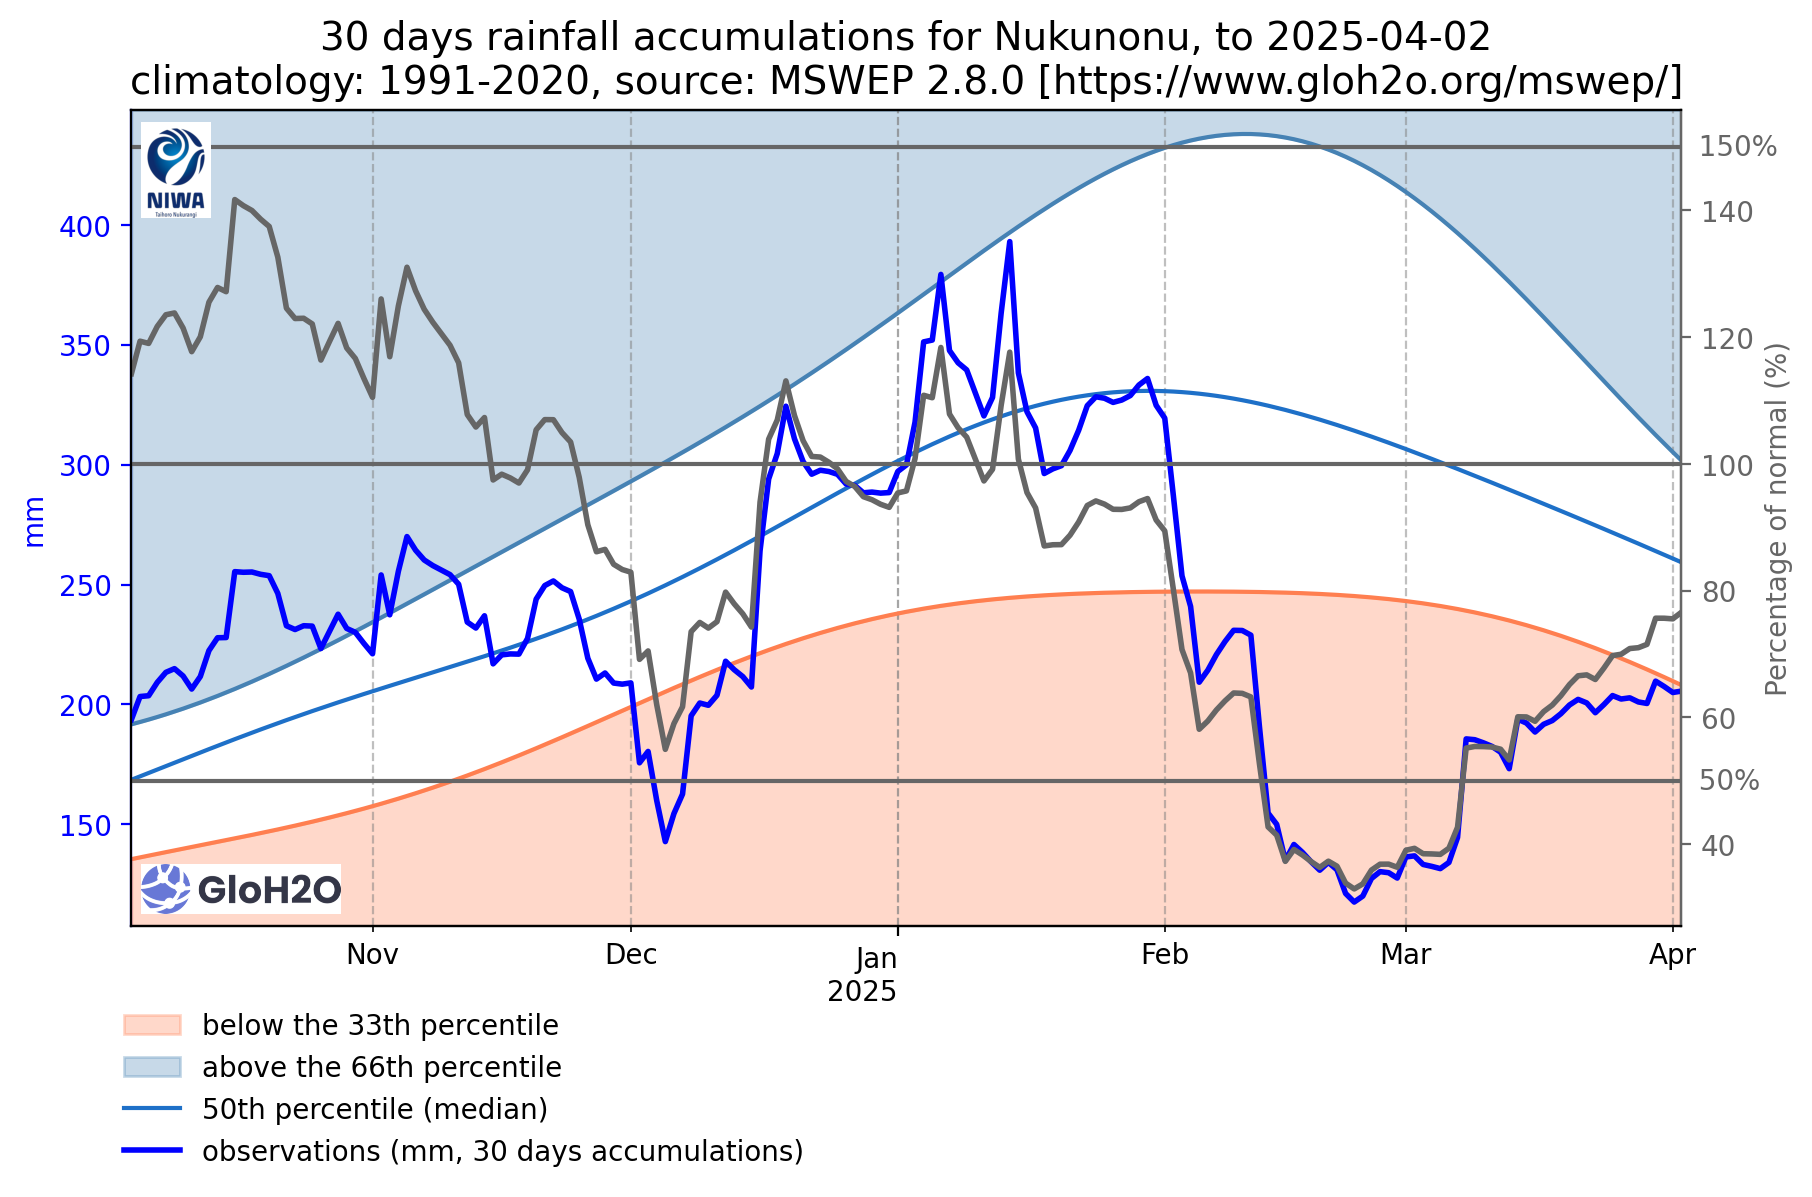 30 days rainfall accumulations for Nukunonu, to 2025-04-02
climatology: 1991-2020, source: MSWEP 2.8.0 [https://www.gloh2o.org/mswep/]
NIWA
Taihoro Nukurangi
400
350
300
250
200
150
mm
150%
140
120
100
80
60
50%
40
Percentage of normal (%)
GloH2O
Nov
Dec
Jan
2025
Feb
Mar
Apr
below the 33th percentile
above the 66th percentile
50th percentile (median)
observations (mm, 30 days accumulations)